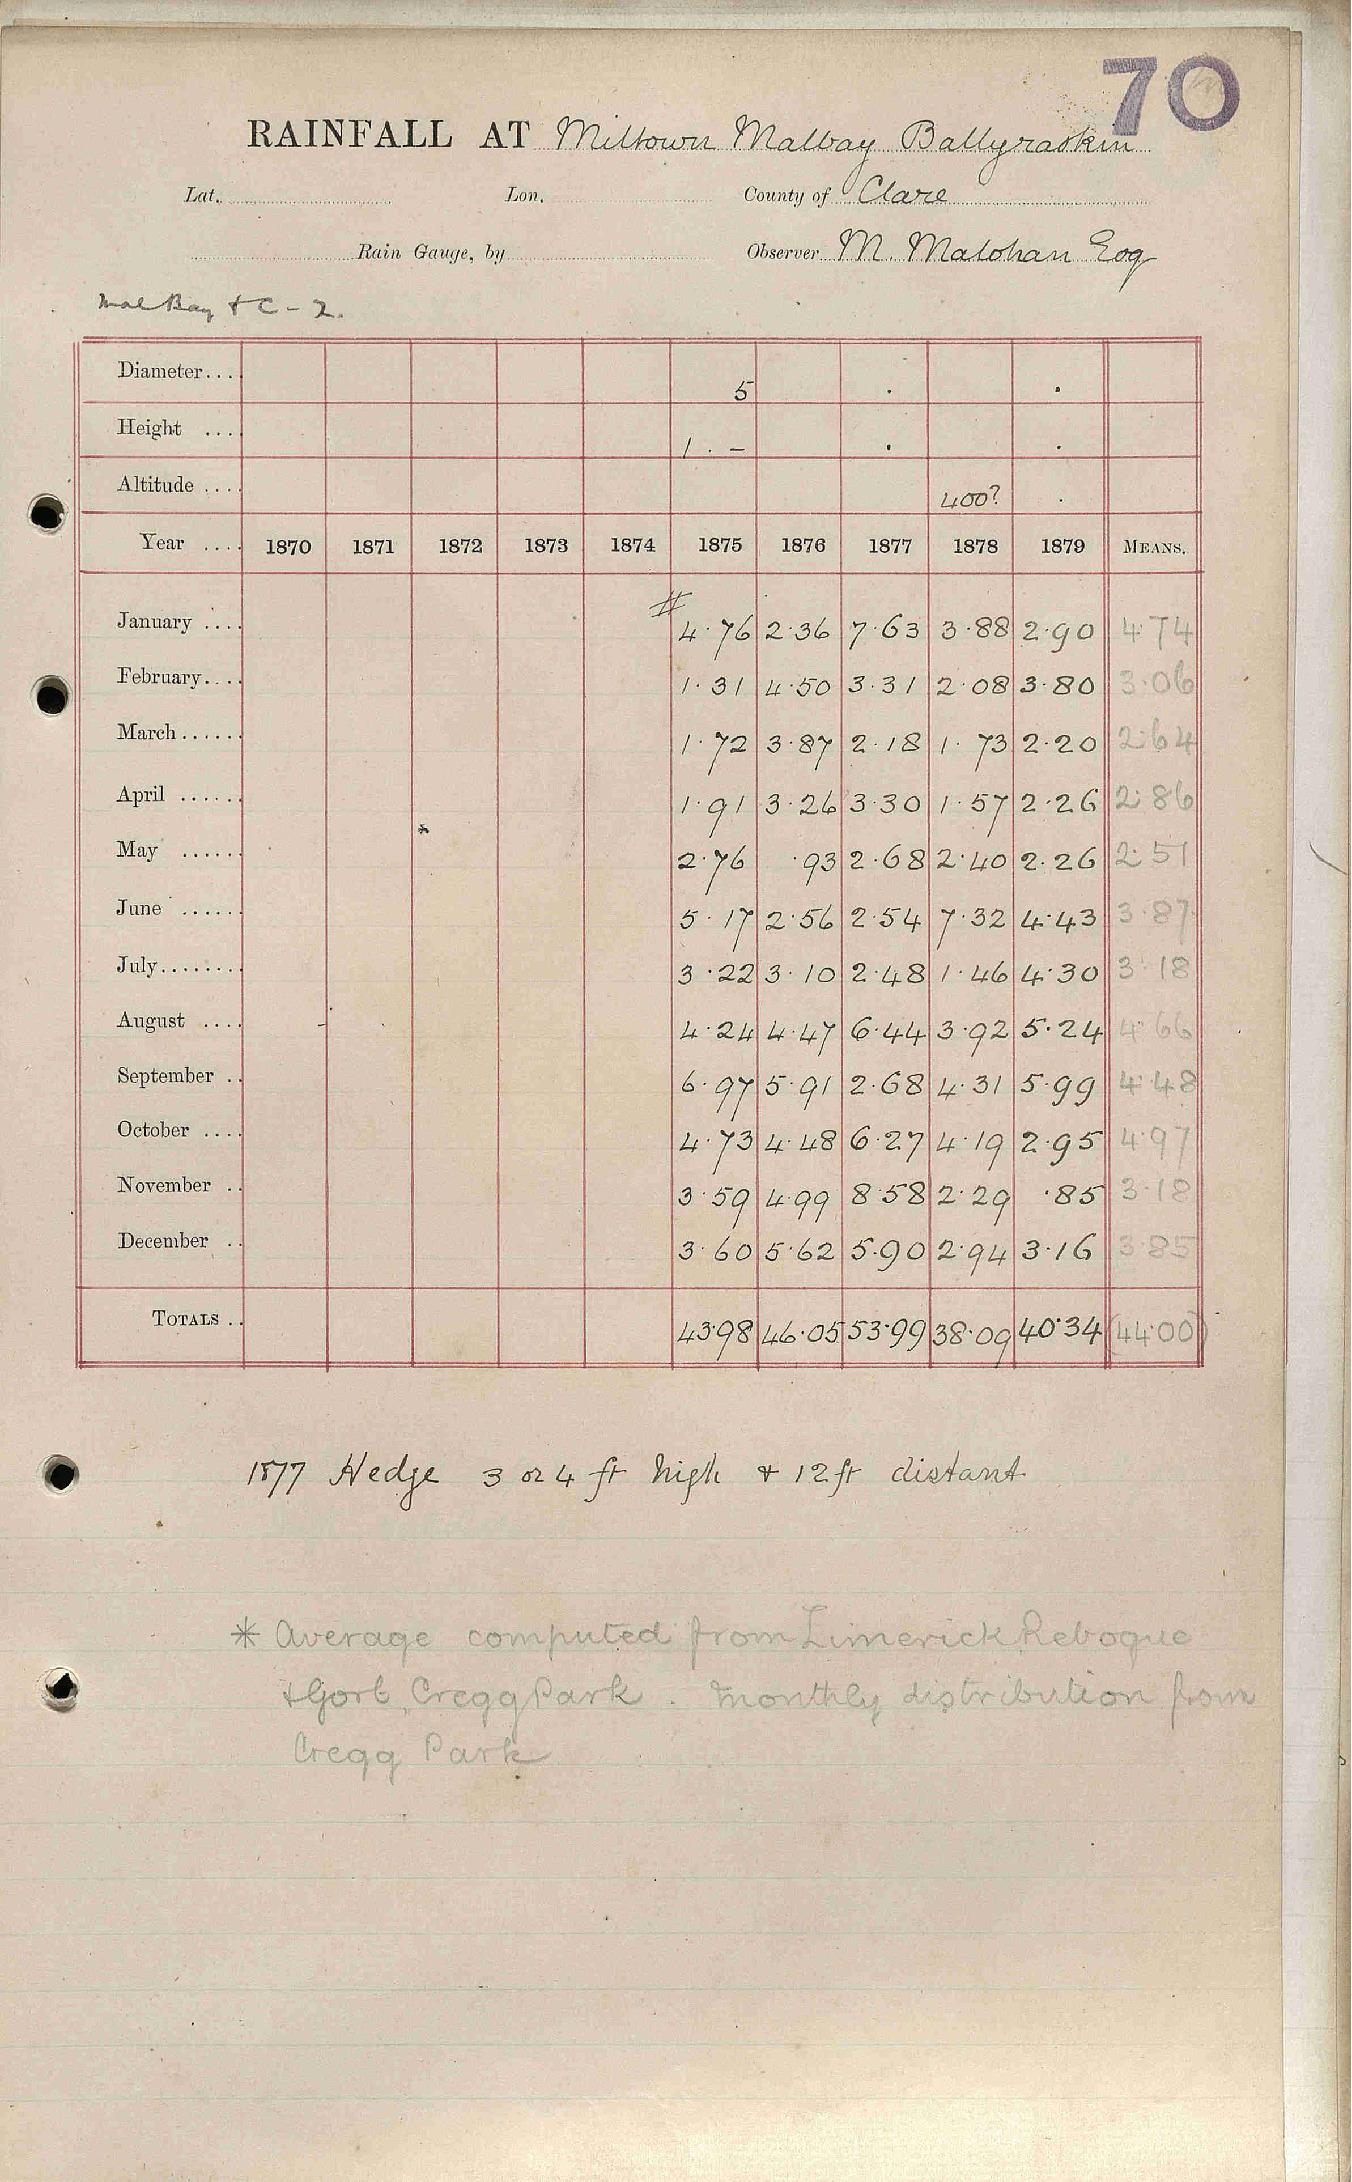 70
RAINFALL AT Miltown Malbay Ballyraskin
Lat. Lon. County of Clare
Rain Gauge, by Observer M. Malohan Esq
Mal Bay & C - 2.
Diameter.... 5 . .
Height .... 1 . – . .
Altitude .... 400? .
Year .... 1870 1871 1872 1873 1874 1875 1876 1877 1878 1879 MEANS.
January .... # 4·76 2·36 7·63 3·88 2·90 4·74
February.... 1·31 4·50 3·31 2·08 3·80 3·06
March...... 1·72 3·87 2·18 1·73 2·20 2·64
April ...... 1·91 3·26 3·30 1·57 2·26 2·86
May ...... 2·76 ·93 2·68 2·40 2·26 2·51
June ...... 5·17 2·56 2·54 7·32 4·43 3·87
July........ 3·22 3·10 2·48 1·46 4·30 3·18
August .... 4·24 4·47 6·44 3·92 5·24 4·66
September .. 6·97 5·91 2·68 4·31 5·99 4·48
October .... 4·73 4·48 6·27 4·19 2·95 4·97
November .. 3·59 4·99 8·58 2·29 ·85 3·18
December .. 3·60 5·62 5·90 2·94 3·16 3·85
TOTALS .. 43·98 46·05 53·99 38·09 40·34 (44·00)
1877 Hedge 3 or 4 ft high & 12 ft distant
* Average computed from Limerick Rebogue
& Gort, Cregg Park. Monthly distribution from
Cregg Park